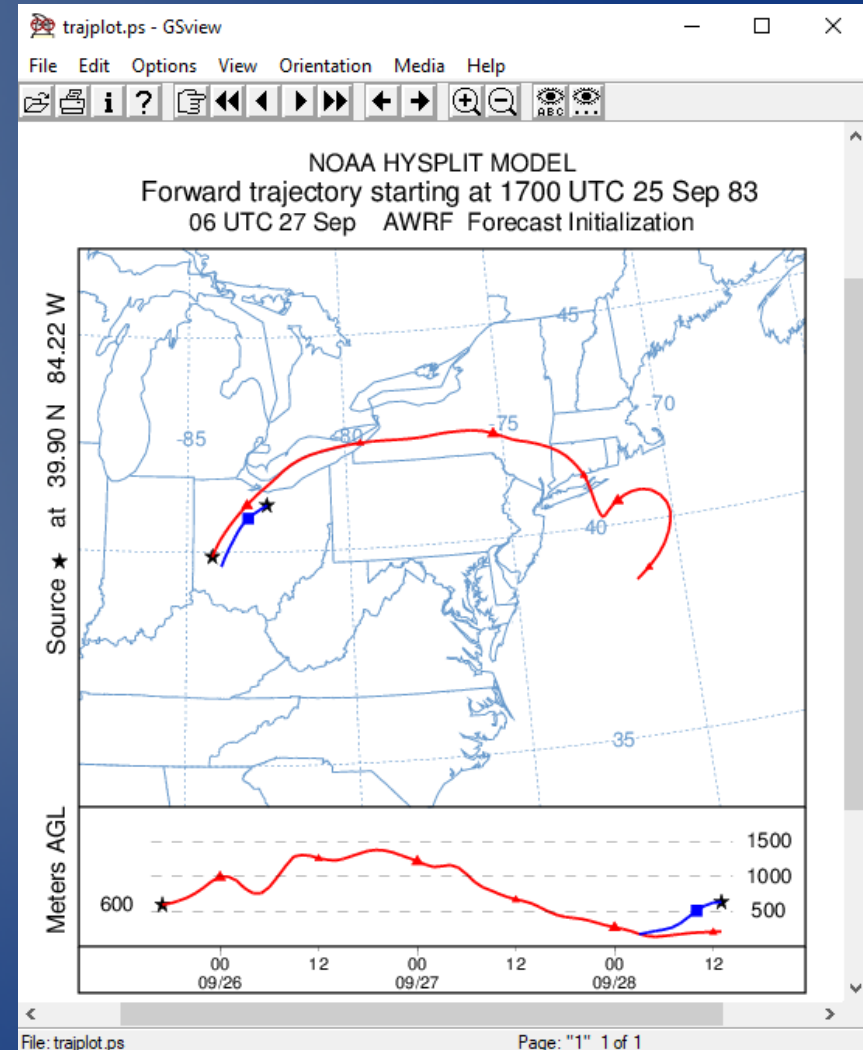 trajplot.ps - GSview
File Edit Options View Orientation Media Help
i ? ABC ...
NOAA HYSPLIT MODEL
Forward trajectory starting at 1700 UTC 25 Sep 83
06 UTC 27 Sep AWRF Forecast Initialization
Source ★ at 39.90 N 84.22 W
45
-70
-75
-80
-85
40
35
Meters AGL
1500
1000
600
500
00 12 00 12 00 12
09/26 09/27 09/28
File: trajplot.ps Page: "1" 1 of 1